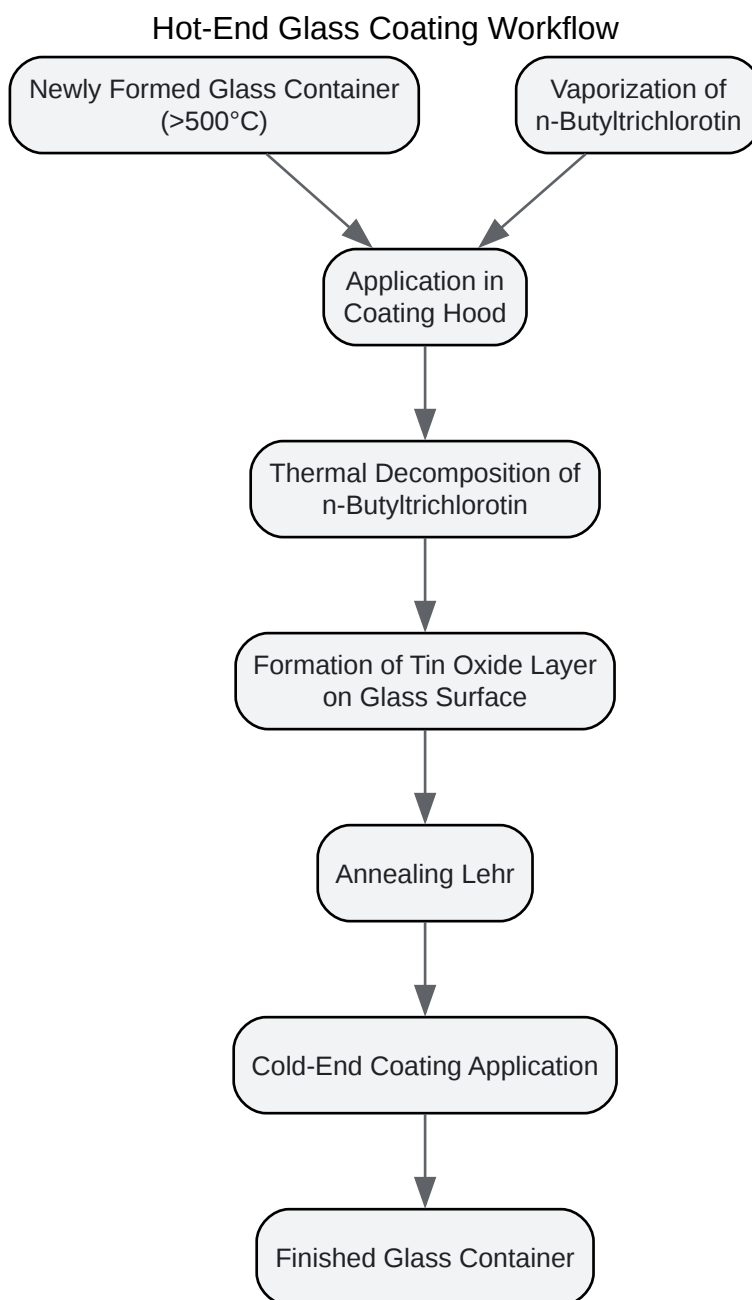 Hot-End Glass Coating Workflow
Newly Formed Glass Container
(>500°C)
Vaporization of
n-Butyltrichlorotin
Application in
Coating Hood
Thermal Decomposition of
n-Butyltrichlorotin
Formation of Tin Oxide Layer
on Glass Surface
Annealing Lehr
Cold-End Coating Application
Finished Glass Container